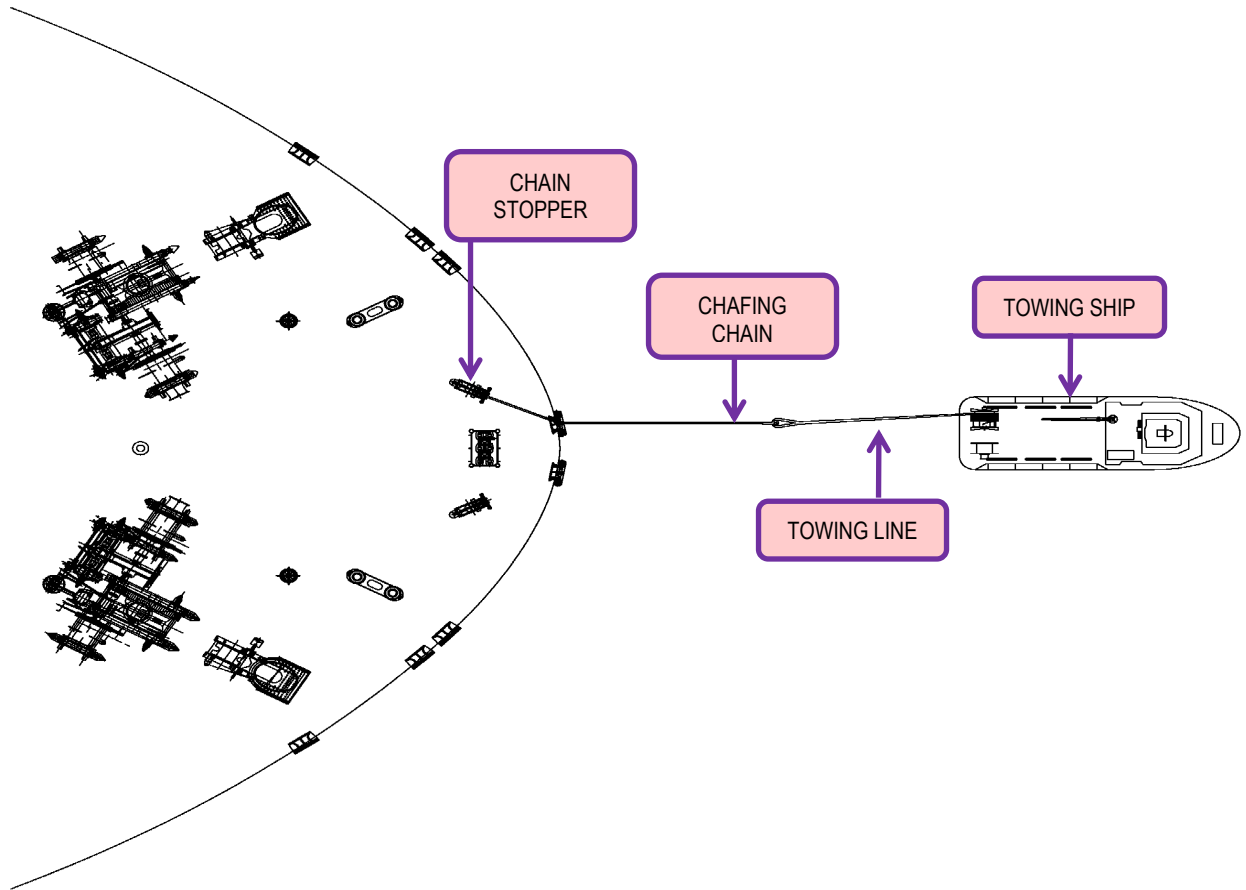 CHAIN
STOPPER
CHAFING
CHAIN
TOWING SHIP
TOWING LINE